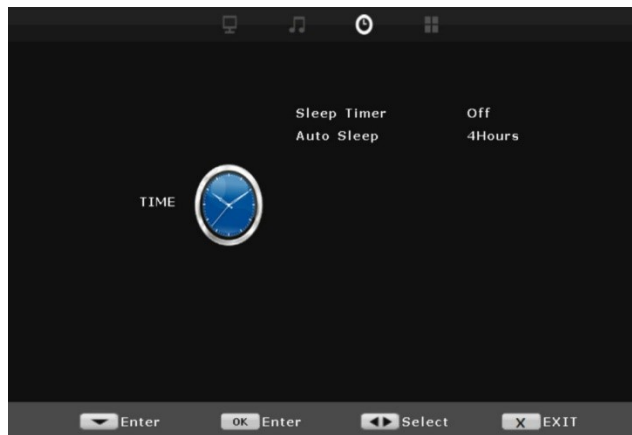 Sleep Timer Off
Auto Sleep 4Hours
TIME
Enter OK Enter Select X EXIT